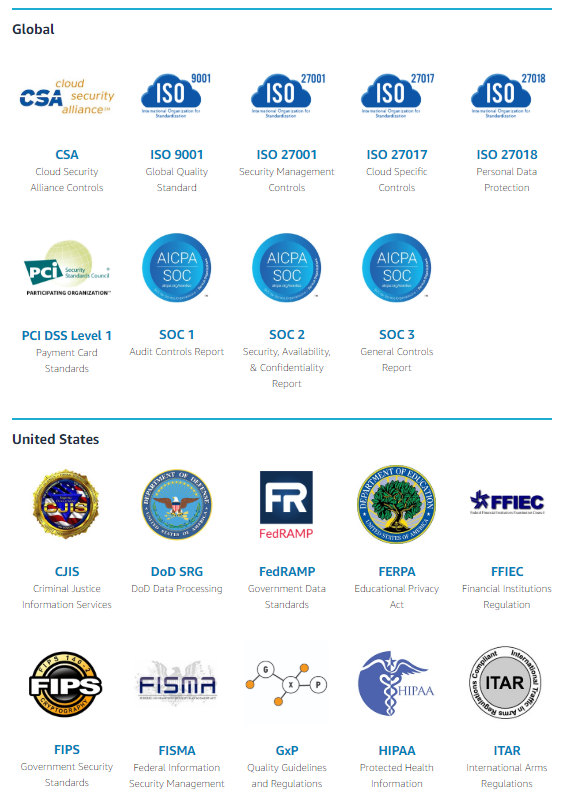 Global
cloud
CSA security
alliance
ISO 9001
International Organization for
Standardization
ISO 27001
International Organization for
Standardization
ISO 27017
International Organization for
Standardization
ISO 27018
International Organization for
Standardization
CSA
Cloud Security
Alliance Controls
ISO 9001
Global Quality
Standard
ISO 27001
Security Management
Controls
ISO 27017
Cloud Specific
Controls
ISO 27018
Personal Data
Protection
PCI Security
Standards Council
PARTICIPATING ORGANIZATION
AICPA
SOC
AICPA
SOC
AICPA
SOC
PCI DSS Level 1
Payment Card
Standards
SOC 1
Audit Controls Report
SOC 2
Security, Availability,
& Confidentiality
Report
SOC 3
General Controls
Report
United States
CJIS
DEPARTMENT OF DEFENSE
UNITED STATES OF AMERICA
FR
FedRAMP
DEPARTMENT OF EDUCATION
UNITED STATES OF AMERICA
FFIEC
CJIS
Criminal Justice
Information Services
DoD SRG
DoD Data Processing
FedRAMP
Government Data
Standards
FERPA
Educational Privacy
Act
FFIEC
Financial Institutions
Regulation
FIPS 140-2
FIPS
CRYPTOGRAPHY
FISMA
G
X
P
HIPAA
International Traffic in Arms Regulations Compliant
ITAR
FIPS
Government Security
Standards
FISMA
Federal Information
Security Management
GxP
Quality Guidelines
and Regulations
HIPAA
Protected Health
Information
ITAR
International Arms
Regulations